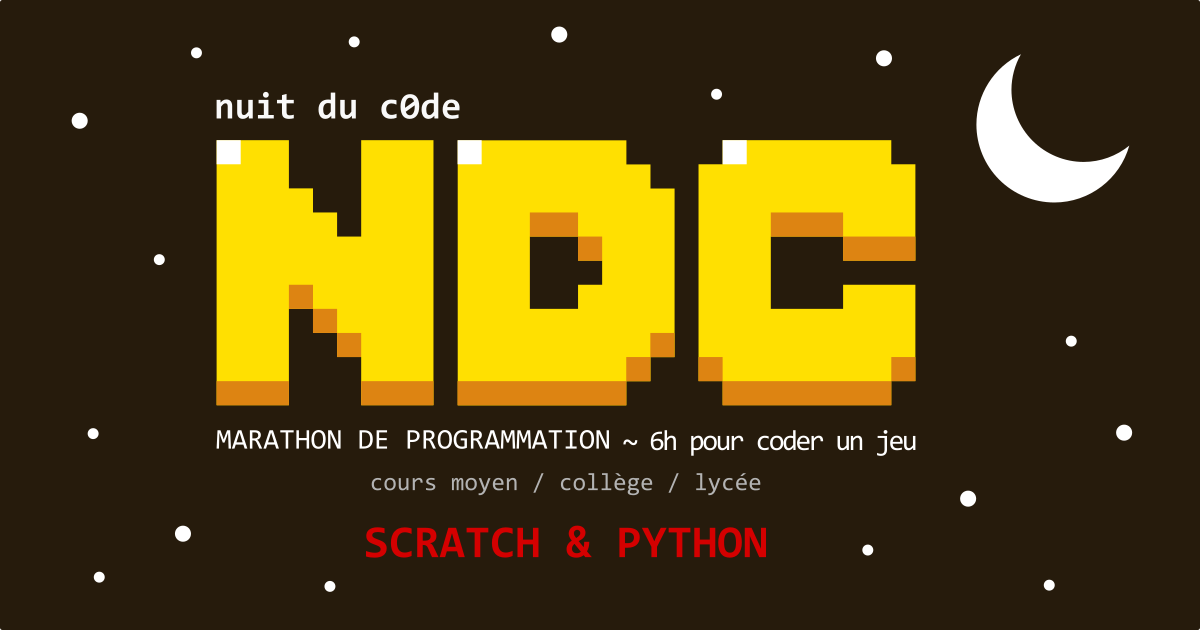 nuit du c0de
NDC
MARATHON DE PROGRAMMATION ~ 6h pour coder un jeu
cours moyen / collège / lycée
SCRATCH & PYTHON